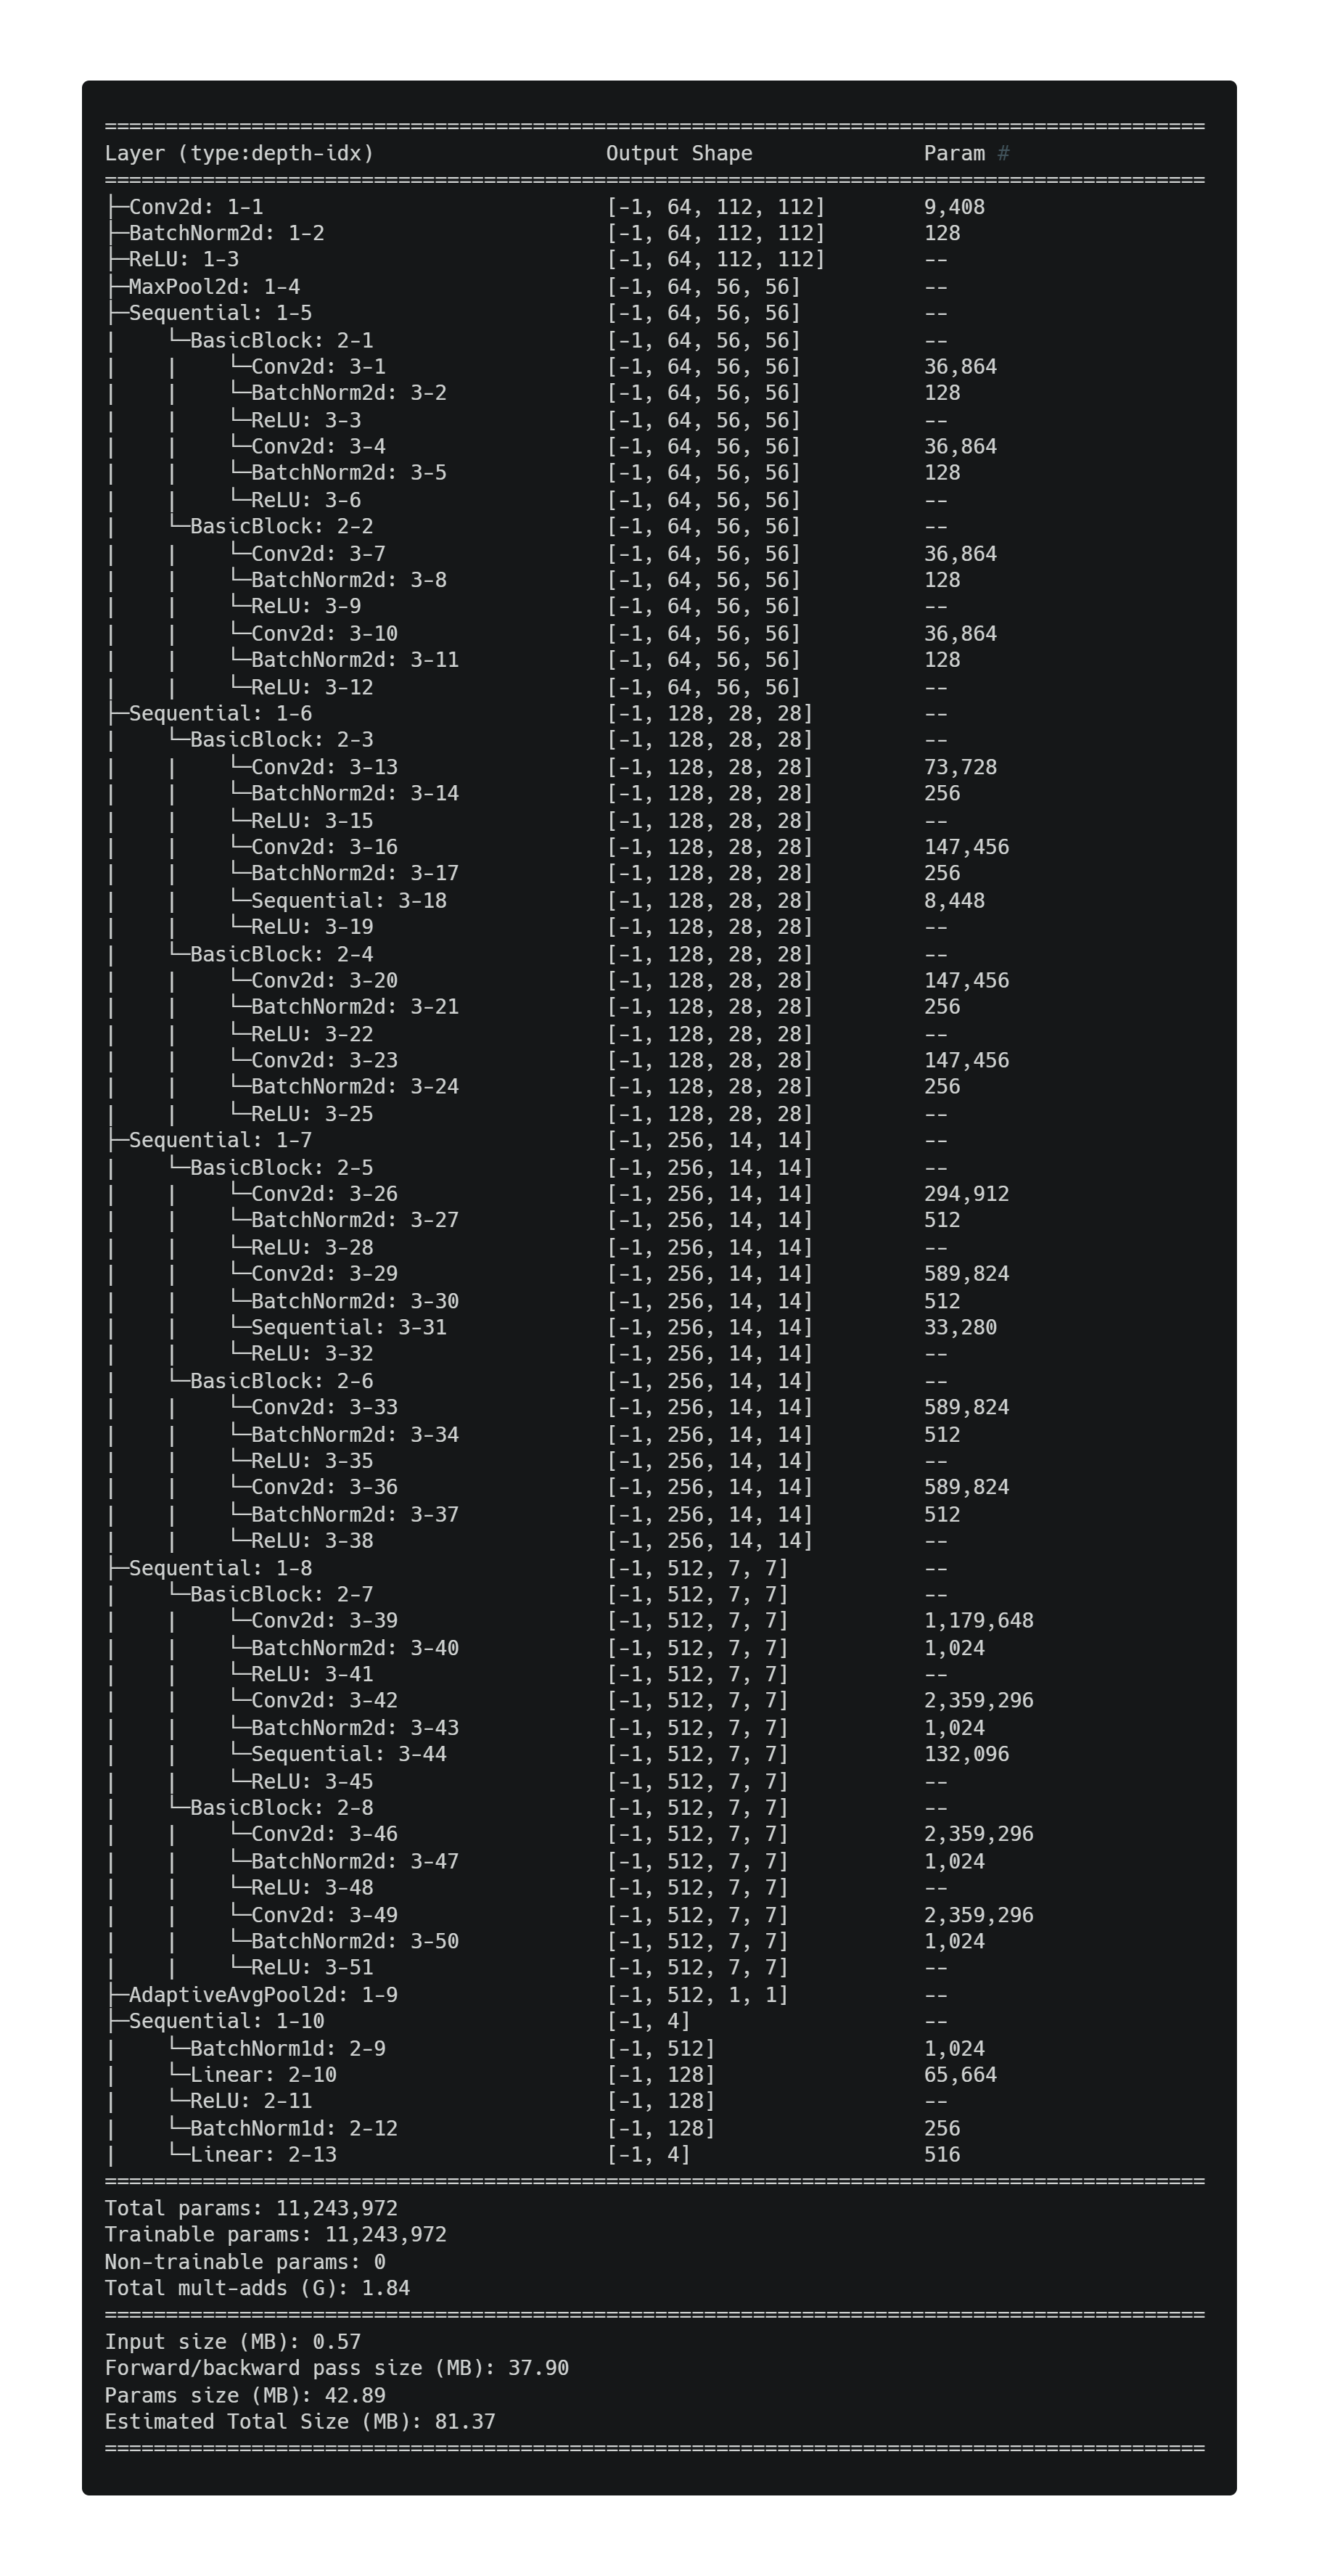 ==========================================================================================
Layer (type:depth-idx)                   Output Shape              Param #
==========================================================================================
├─Conv2d: 1-1                            [-1, 64, 112, 112]        9,408
├─BatchNorm2d: 1-2                       [-1, 64, 112, 112]        128
├─ReLU: 1-3                              [-1, 64, 112, 112]        --
├─MaxPool2d: 1-4                         [-1, 64, 56, 56]          --
├─Sequential: 1-5                        [-1, 64, 56, 56]          --
|    └─BasicBlock: 2-1                   [-1, 64, 56, 56]          --
|    |    └─Conv2d: 3-1                  [-1, 64, 56, 56]          36,864
|    |    └─BatchNorm2d: 3-2             [-1, 64, 56, 56]          128
|    |    └─ReLU: 3-3                    [-1, 64, 56, 56]          --
|    |    └─Conv2d: 3-4                  [-1, 64, 56, 56]          36,864
|    |    └─BatchNorm2d: 3-5             [-1, 64, 56, 56]          128
|    |    └─ReLU: 3-6                    [-1, 64, 56, 56]          --
|    └─BasicBlock: 2-2                   [-1, 64, 56, 56]          --
|    |    └─Conv2d: 3-7                  [-1, 64, 56, 56]          36,864
|    |    └─BatchNorm2d: 3-8             [-1, 64, 56, 56]          128
|    |    └─ReLU: 3-9                    [-1, 64, 56, 56]          --
|    |    └─Conv2d: 3-10                 [-1, 64, 56, 56]          36,864
|    |    └─BatchNorm2d: 3-11            [-1, 64, 56, 56]          128
|    |    └─ReLU: 3-12                   [-1, 64, 56, 56]          --
├─Sequential: 1-6                        [-1, 128, 28, 28]         --
|    └─BasicBlock: 2-3                   [-1, 128, 28, 28]         --
|    |    └─Conv2d: 3-13                 [-1, 128, 28, 28]         73,728
|    |    └─BatchNorm2d: 3-14            [-1, 128, 28, 28]         256
|    |    └─ReLU: 3-15                   [-1, 128, 28, 28]         --
|    |    └─Conv2d: 3-16                 [-1, 128, 28, 28]         147,456
|    |    └─BatchNorm2d: 3-17            [-1, 128, 28, 28]         256
|    |    └─Sequential: 3-18             [-1, 128, 28, 28]         8,448
|    |    └─ReLU: 3-19                   [-1, 128, 28, 28]         --
|    └─BasicBlock: 2-4                   [-1, 128, 28, 28]         --
|    |    └─Conv2d: 3-20                 [-1, 128, 28, 28]         147,456
|    |    └─BatchNorm2d: 3-21            [-1, 128, 28, 28]         256
|    |    └─ReLU: 3-22                   [-1, 128, 28, 28]         --
|    |    └─Conv2d: 3-23                 [-1, 128, 28, 28]         147,456
|    |    └─BatchNorm2d: 3-24            [-1, 128, 28, 28]         256
|    |    └─ReLU: 3-25                   [-1, 128, 28, 28]         --
├─Sequential: 1-7                        [-1, 256, 14, 14]         --
|    └─BasicBlock: 2-5                   [-1, 256, 14, 14]         --
|    |    └─Conv2d: 3-26                 [-1, 256, 14, 14]         294,912
|    |    └─BatchNorm2d: 3-27            [-1, 256, 14, 14]         512
|    |    └─ReLU: 3-28                   [-1, 256, 14, 14]         --
|    |    └─Conv2d: 3-29                 [-1, 256, 14, 14]         589,824
|    |    └─BatchNorm2d: 3-30            [-1, 256, 14, 14]         512
|    |    └─Sequential: 3-31             [-1, 256, 14, 14]         33,280
|    |    └─ReLU: 3-32                   [-1, 256, 14, 14]         --
|    └─BasicBlock: 2-6                   [-1, 256, 14, 14]         --
|    |    └─Conv2d: 3-33                 [-1, 256, 14, 14]         589,824
|    |    └─BatchNorm2d: 3-34            [-1, 256, 14, 14]         512
|    |    └─ReLU: 3-35                   [-1, 256, 14, 14]         --
|    |    └─Conv2d: 3-36                 [-1, 256, 14, 14]         589,824
|    |    └─BatchNorm2d: 3-37            [-1, 256, 14, 14]         512
|    |    └─ReLU: 3-38                   [-1, 256, 14, 14]         --
├─Sequential: 1-8                        [-1, 512, 7, 7]           --
|    └─BasicBlock: 2-7                   [-1, 512, 7, 7]           --
|    |    └─Conv2d: 3-39                 [-1, 512, 7, 7]           1,179,648
|    |    └─BatchNorm2d: 3-40            [-1, 512, 7, 7]           1,024
|    |    └─ReLU: 3-41                   [-1, 512, 7, 7]           --
|    |    └─Conv2d: 3-42                 [-1, 512, 7, 7]           2,359,296
|    |    └─BatchNorm2d: 3-43            [-1, 512, 7, 7]           1,024
|    |    └─Sequential: 3-44             [-1, 512, 7, 7]           132,096
|    |    └─ReLU: 3-45                   [-1, 512, 7, 7]           --
|    └─BasicBlock: 2-8                   [-1, 512, 7, 7]           --
|    |    └─Conv2d: 3-46                 [-1, 512, 7, 7]           2,359,296
|    |    └─BatchNorm2d: 3-47            [-1, 512, 7, 7]           1,024
|    |    └─ReLU: 3-48                   [-1, 512, 7, 7]           --
|    |    └─Conv2d: 3-49                 [-1, 512, 7, 7]           2,359,296
|    |    └─BatchNorm2d: 3-50            [-1, 512, 7, 7]           1,024
|    |    └─ReLU: 3-51                   [-1, 512, 7, 7]           --
├─AdaptiveAvgPool2d: 1-9                 [-1, 512, 1, 1]           --
├─Sequential: 1-10                       [-1, 4]                   --
|    └─BatchNorm1d: 2-9                  [-1, 512]                 1,024
|    └─Linear: 2-10                      [-1, 128]                 65,664
|    └─ReLU: 2-11                        [-1, 128]                 --
|    └─BatchNorm1d: 2-12                 [-1, 128]                 256
|    └─Linear: 2-13                      [-1, 4]                   516
==========================================================================================
Total params: 11,243,972
Trainable params: 11,243,972
Non-trainable params: 0
Total mult-adds (G): 1.84
==========================================================================================
Input size (MB): 0.57
Forward/backward pass size (MB): 37.90
Params size (MB): 42.89
Estimated Total Size (MB): 81.37
==========================================================================================